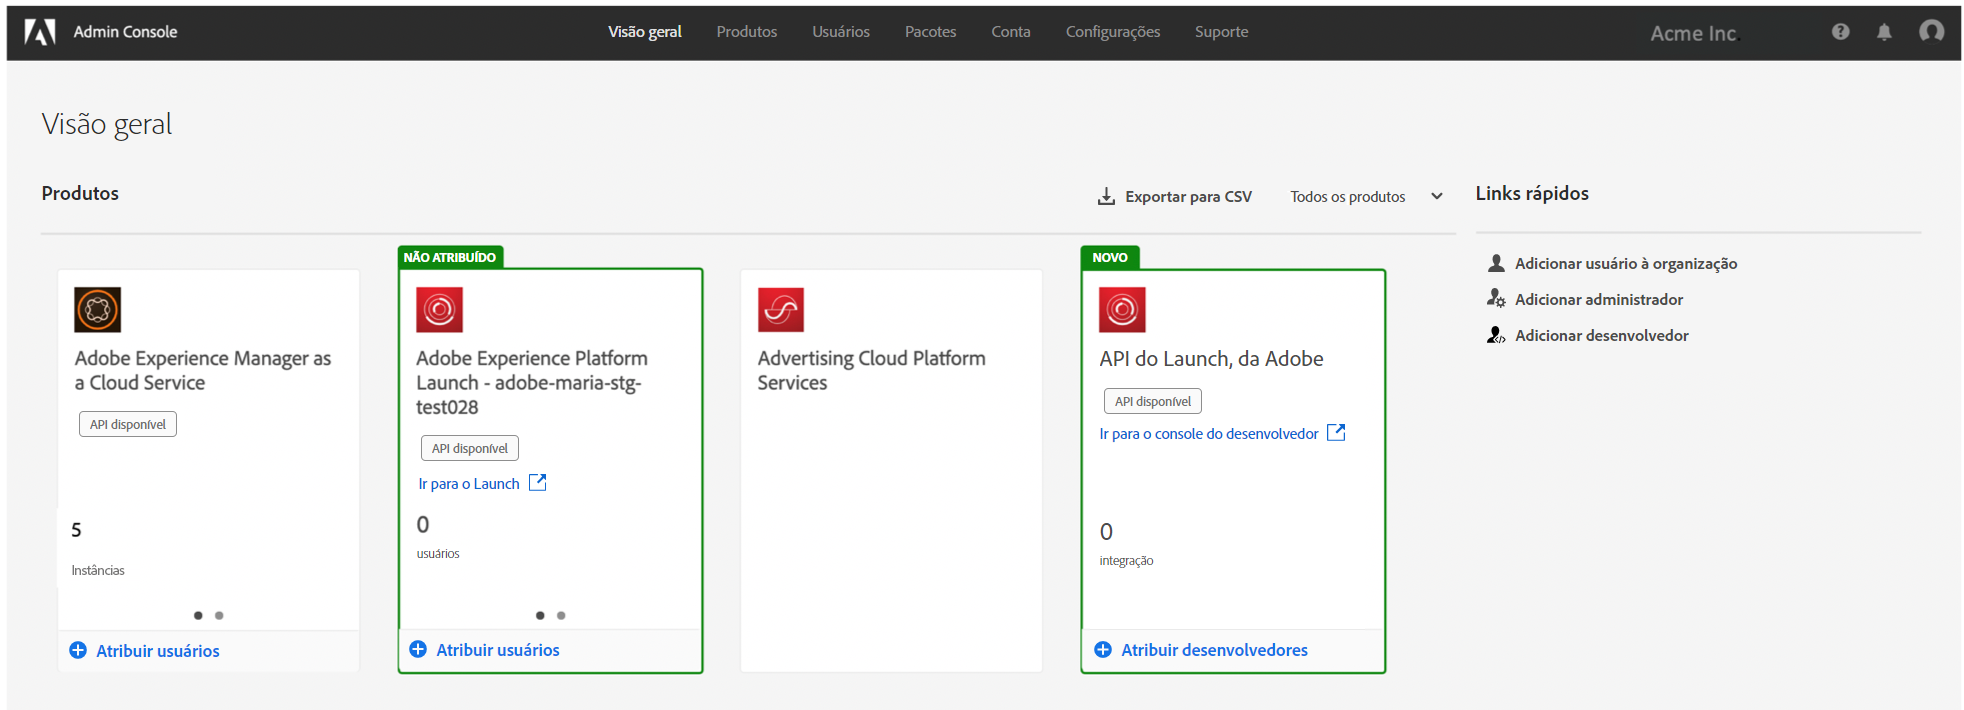 Admin Console
Visão geral
Produtos
Usuários
Pacotes
Conta
Configurações
Suporte
Acme Inc.
Visão geral
Produtos
Exportar para CSV
Todos os produtos
Links rápidos
Adicionar usuário à organização
Adicionar administrador
Adicionar desenvolvedor
Adobe Experience Manager as
a Cloud Service
API disponível
5
Instâncias
Atribuir usuários
NÃO ATRIBUÍDO
Adobe Experience Platform
Launch - adobe-maria-stg-
test028
API disponível
Ir para o Launch
0
usuários
Atribuir usuários
Advertising Cloud Platform
Services
NOVO
API do Launch, da Adobe
API disponível
Ir para o console do desenvolvedor
0
integração
Atribuir desenvolvedores